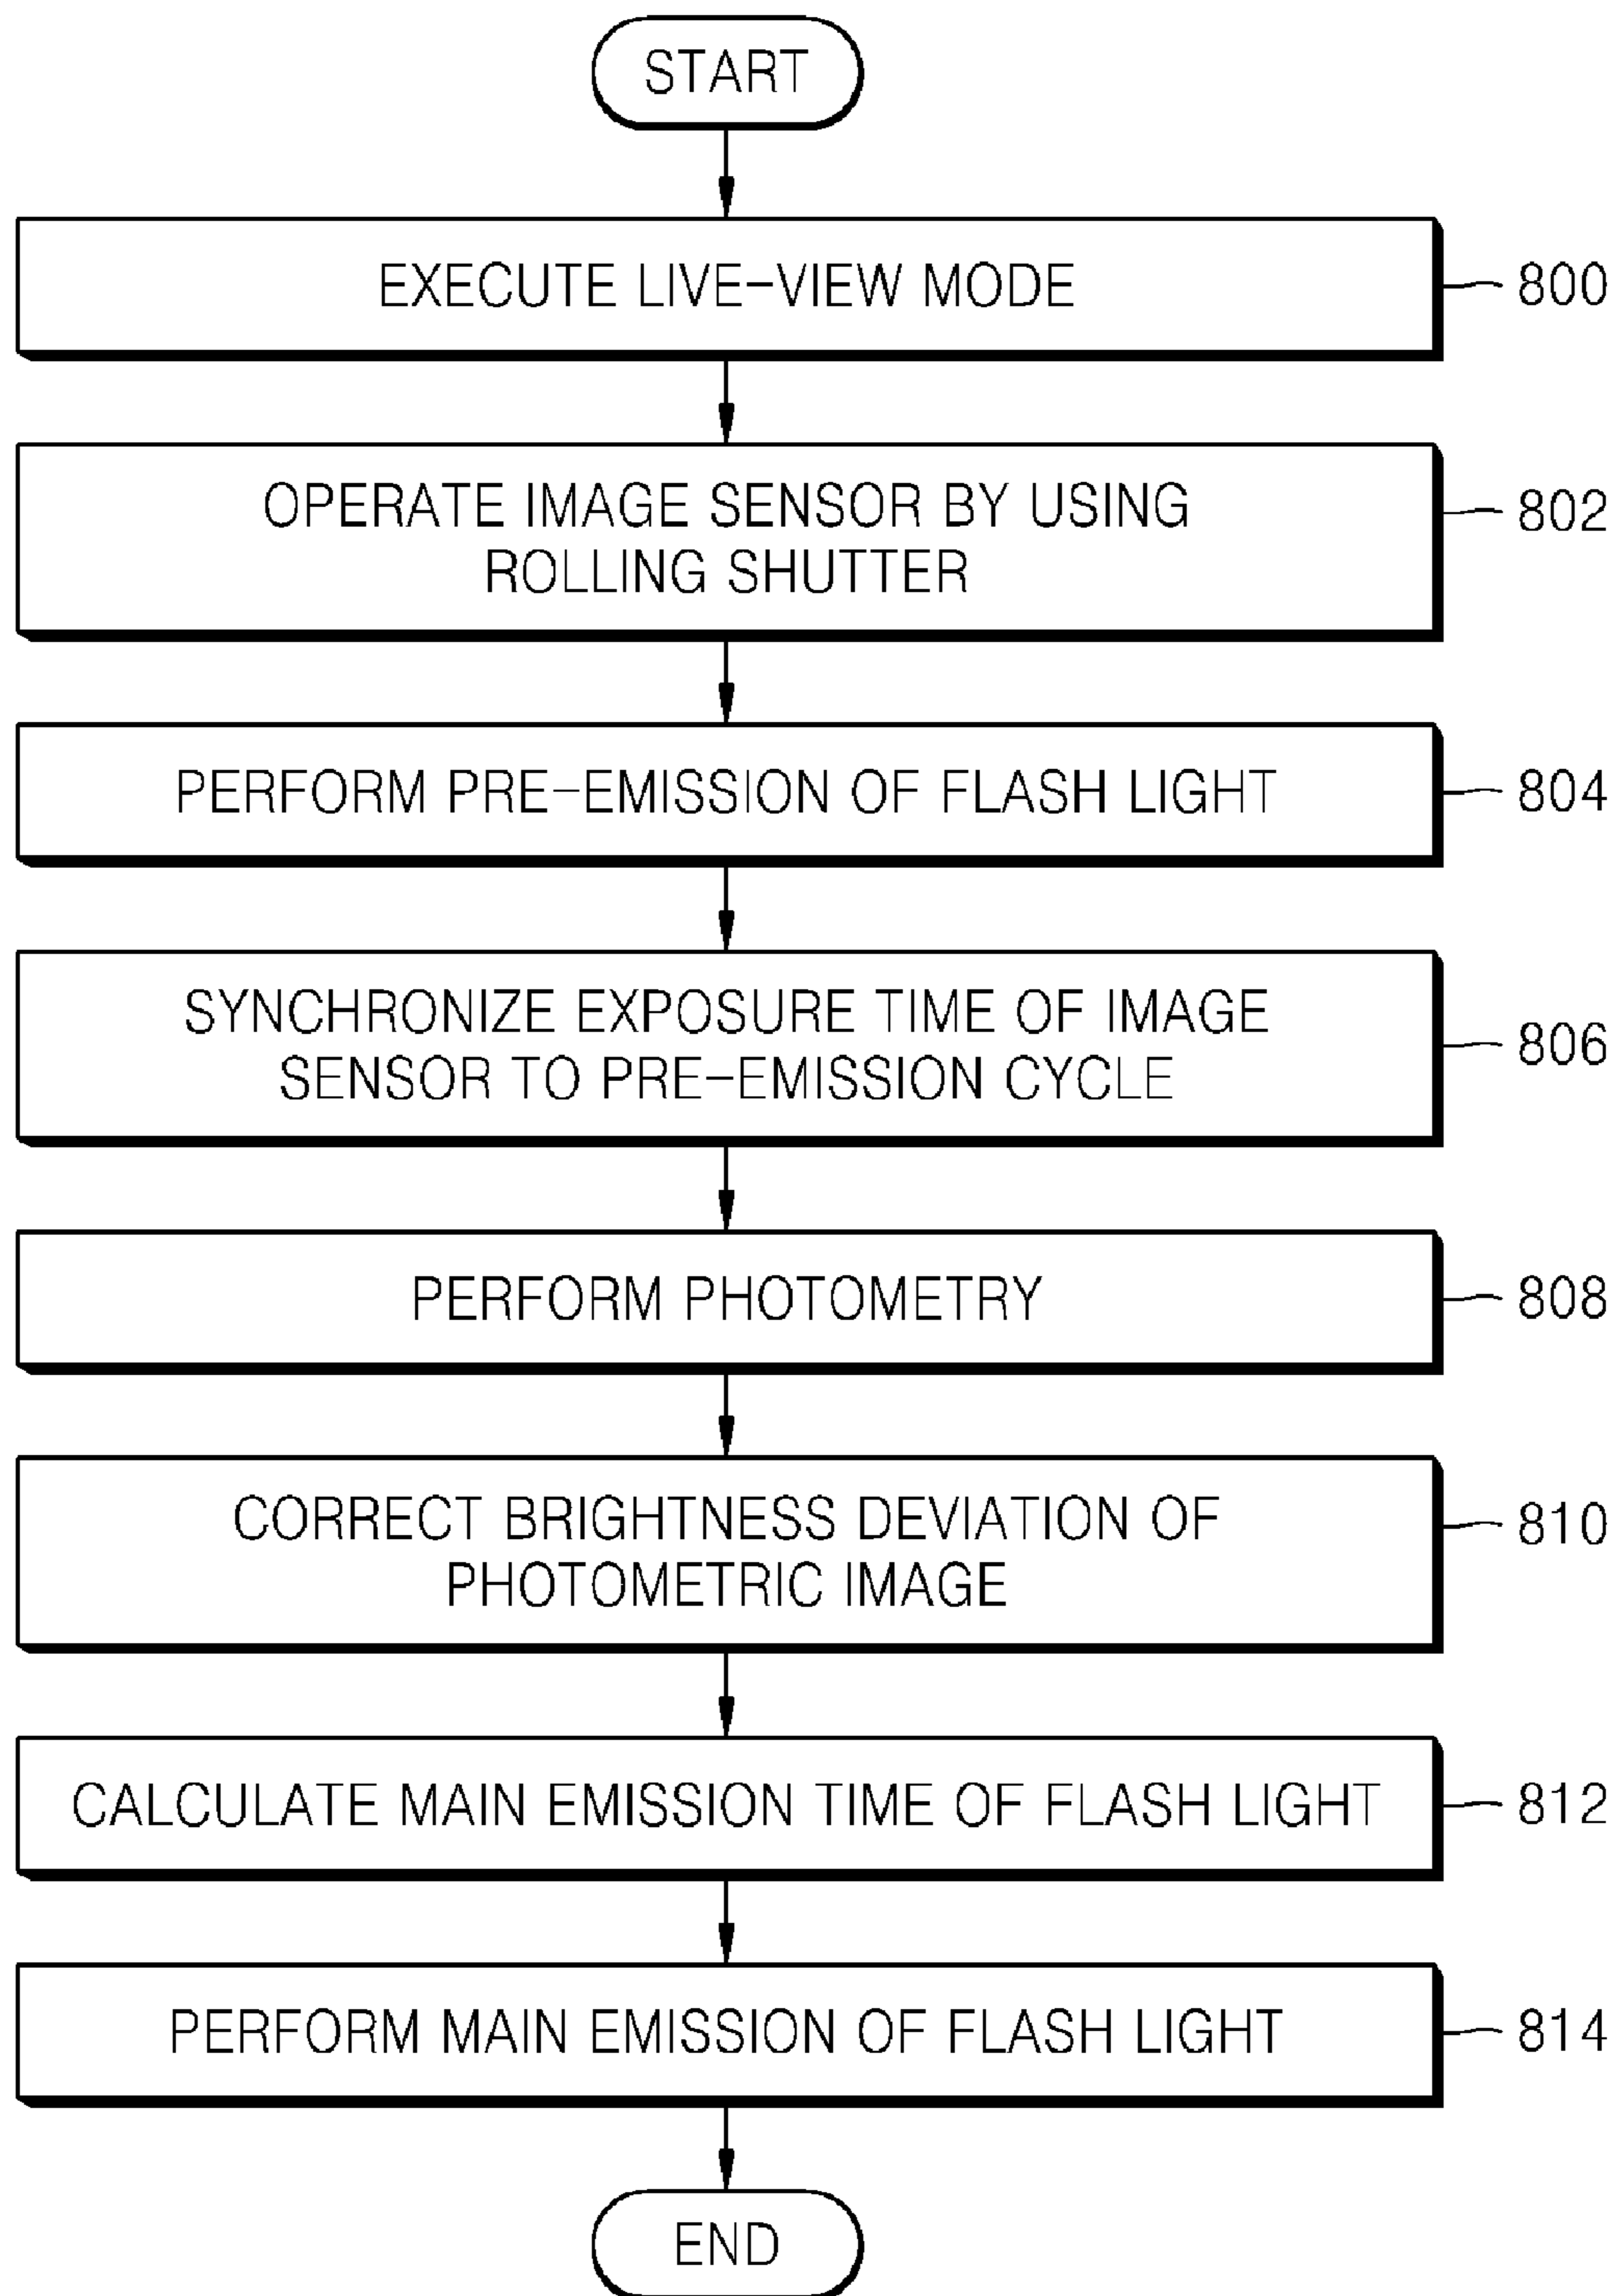 START
EXECUTE LIVE-VIEW MODE
800
OPERATE IMAGE SENSOR BY USING
ROLLING SHUTTER
802
PERFORM PRE-EMISSION OF FLASH LIGHT
804
SYNCHRONIZE EXPOSURE TIME OF IMAGE
SENSOR TO PRE-EMISSION CYCLE
806
PERFORM PHOTOMETRY
808
CORRECT BRIGHTNESS DEVIATION OF
PHOTOMETRIC IMAGE
810
CALCULATE MAIN EMISSION TIME OF FLASH LIGHT
812
PERFORM MAIN EMISSION OF FLASH LIGHT
814
END